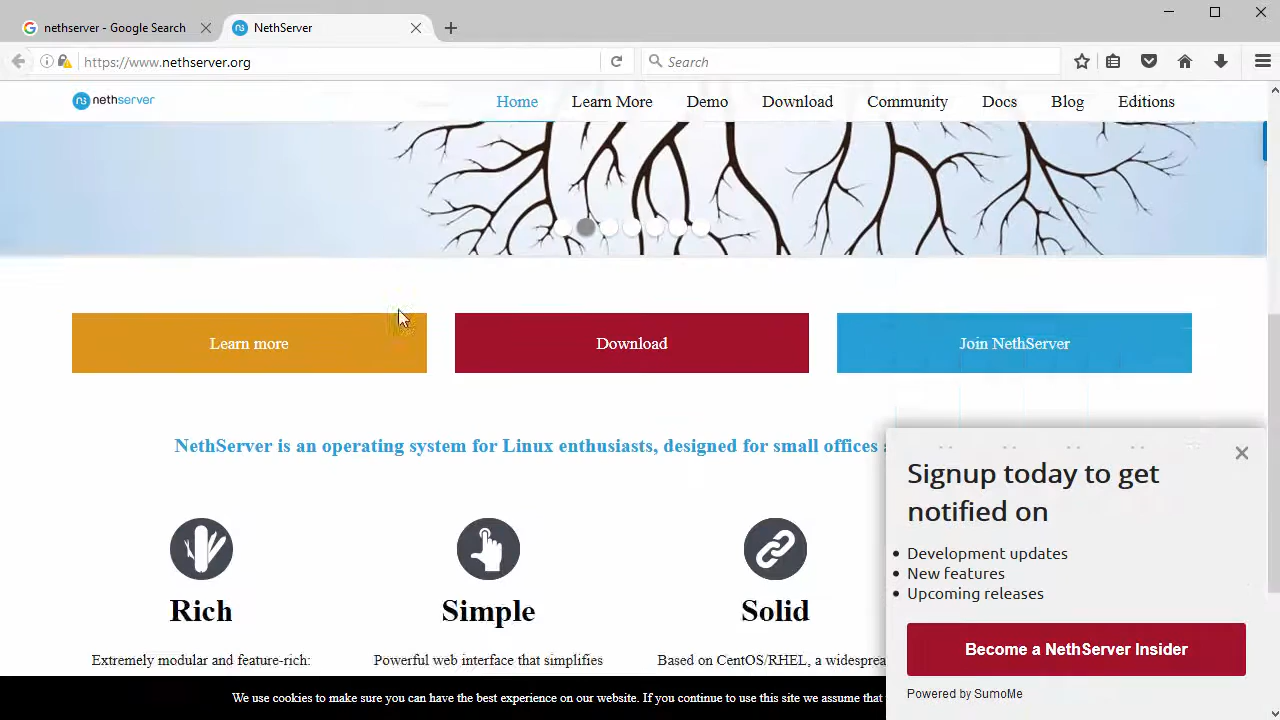 nethserver - Google Search
NethServer
https://www.nethserver.org
Search
nethserver
Home
Learn More
Demo
Download
Community
Docs
Blog
Editions
Learn more
Download
Join NethServer
NethServer is an operating system for Linux enthusiasts, designed for small offices
Rich
Simple
Solid
Extremely modular and feature-rich:
Powerful web interface that simplifies
Based on CentOS/RHEL, a widesprea
We use cookies to make sure you can have the best experience on our website. If you continue to use this site we assume that
Signup today to get
notified on
Development updates
New features
Upcoming releases
Become a NethServer Insider
Powered by SumoMe